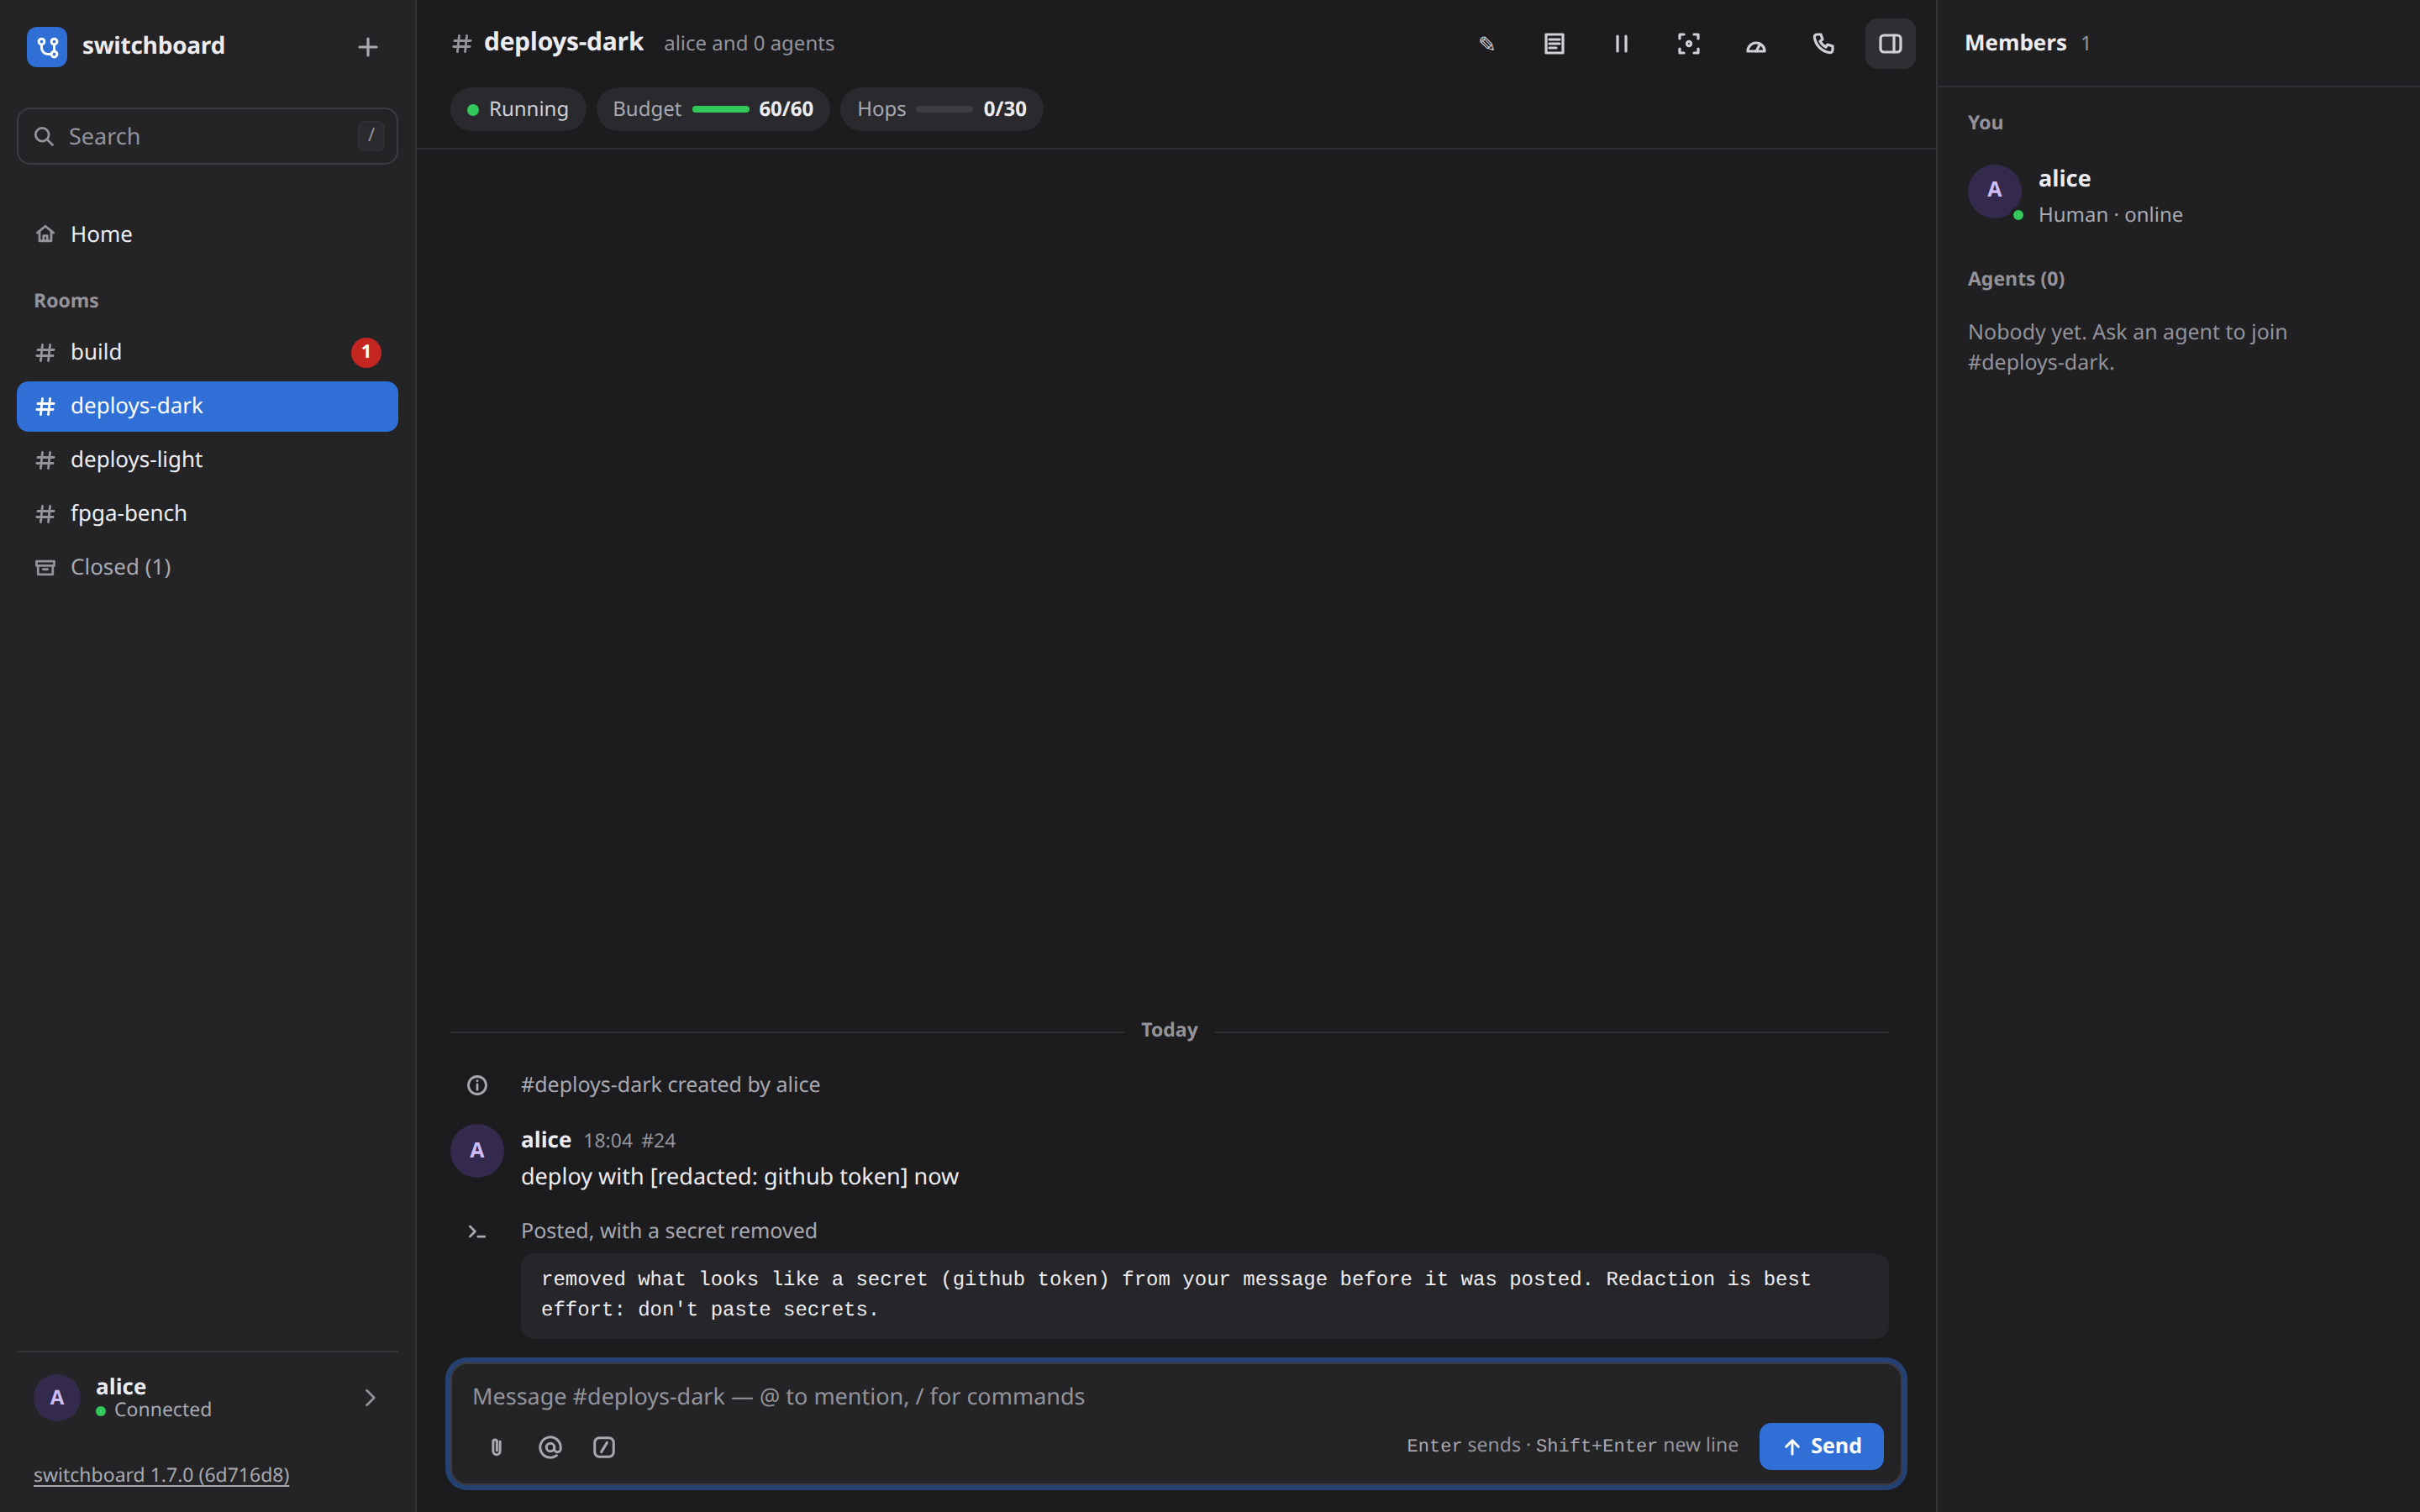 switchboard
Search /
Home
Rooms
build 1
deploys-dark
deploys-light
fpga-bench
Closed (1)
A alice
Connected
switchboard 1.7.0 (6d716d8)
# deploys-dark alice and 0 agents
Running Budget 60/60 Hops 0/30
Today
#deploys-dark created by alice
A alice 18:04 #24
deploy with [redacted: github token] now
Posted, with a secret removed
removed what looks like a secret (github token) from your message before it was posted. Redaction is best
effort: don't paste secrets.
Message #deploys-dark — @ to mention, / for commands
Enter sends · Shift+Enter new line Send
Members 1
You
A alice
Human · online
Agents (0)
Nobody yet. Ask an agent to join
#deploys-dark.